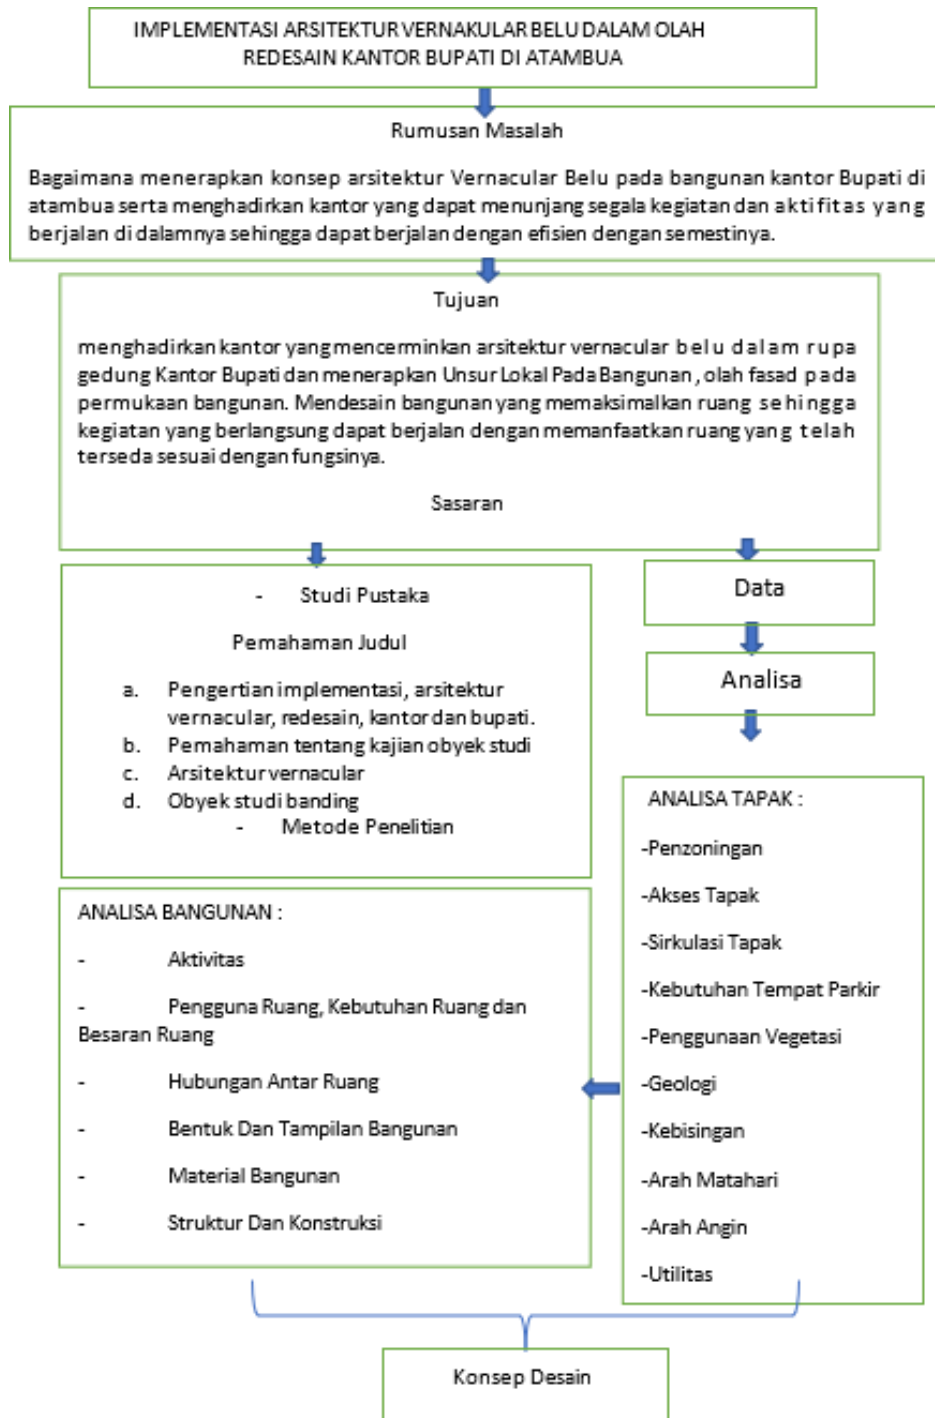 IMPLEMENTASI ARSITEKTUR VERNAKULAR BELU DALAM OLAH
REDESAIN KANTOR BUPATI DI ATAMBUA
Rumusan Masalah
Bagaimana menerapkan konsep arsitektur Vernacular Belu pada bangunan kantor Bupati di
atambua serta menghadirkan kantor yang dapat menunjang segala kegiatan dan aktifitas yang
berjalan di dalamnya sehingga dapat berjalan dengan efisien dengan semestinya.
Tujuan
menghadirkan kantor yang mencerminkan arsitektur vernacular belu dalam rupa
gedung Kantor Bupati dan menerapkan Unsur Lokal Pada Bangunan , olah fasad pada
permukaan bangunan. Mendesain bangunan yang memaksimalkan ruang sehingga
kegiatan yang berlangsung dapat berjalan dengan memanfaatkan ruang yang telah
terseda sesuai dengan fungsinya.
Sasaran
- Studi Pustaka
Pemahaman Judul
a. Pengertian implementasi, arsitektur
vernacular, redesain, kantor dan bupati.
b. Pemahaman tentang kajian obyek studi
c. Arsitektur vernacular
d. Obyek studi banding
- Metode Penelitian
Data
Analisa
ANALISA TAPAK :
-Penzoningan
-Akses Tapak
-Sirkulasi Tapak
-Kebutuhan Tempat Parkir
-Penggunaan Vegetasi
-Geologi
-Kebisingan
-Arah Matahari
-Arah Angin
-Utilitas
ANALISA BANGUNAN :
- Aktivitas
- Pengguna Ruang, Kebutuhan Ruang dan
Besaran Ruang
- Hubungan Antar Ruang
- Bentuk Dan Tampilan Bangunan
- Material Bangunan
- Struktur Dan Konstruksi
Konsep Desain